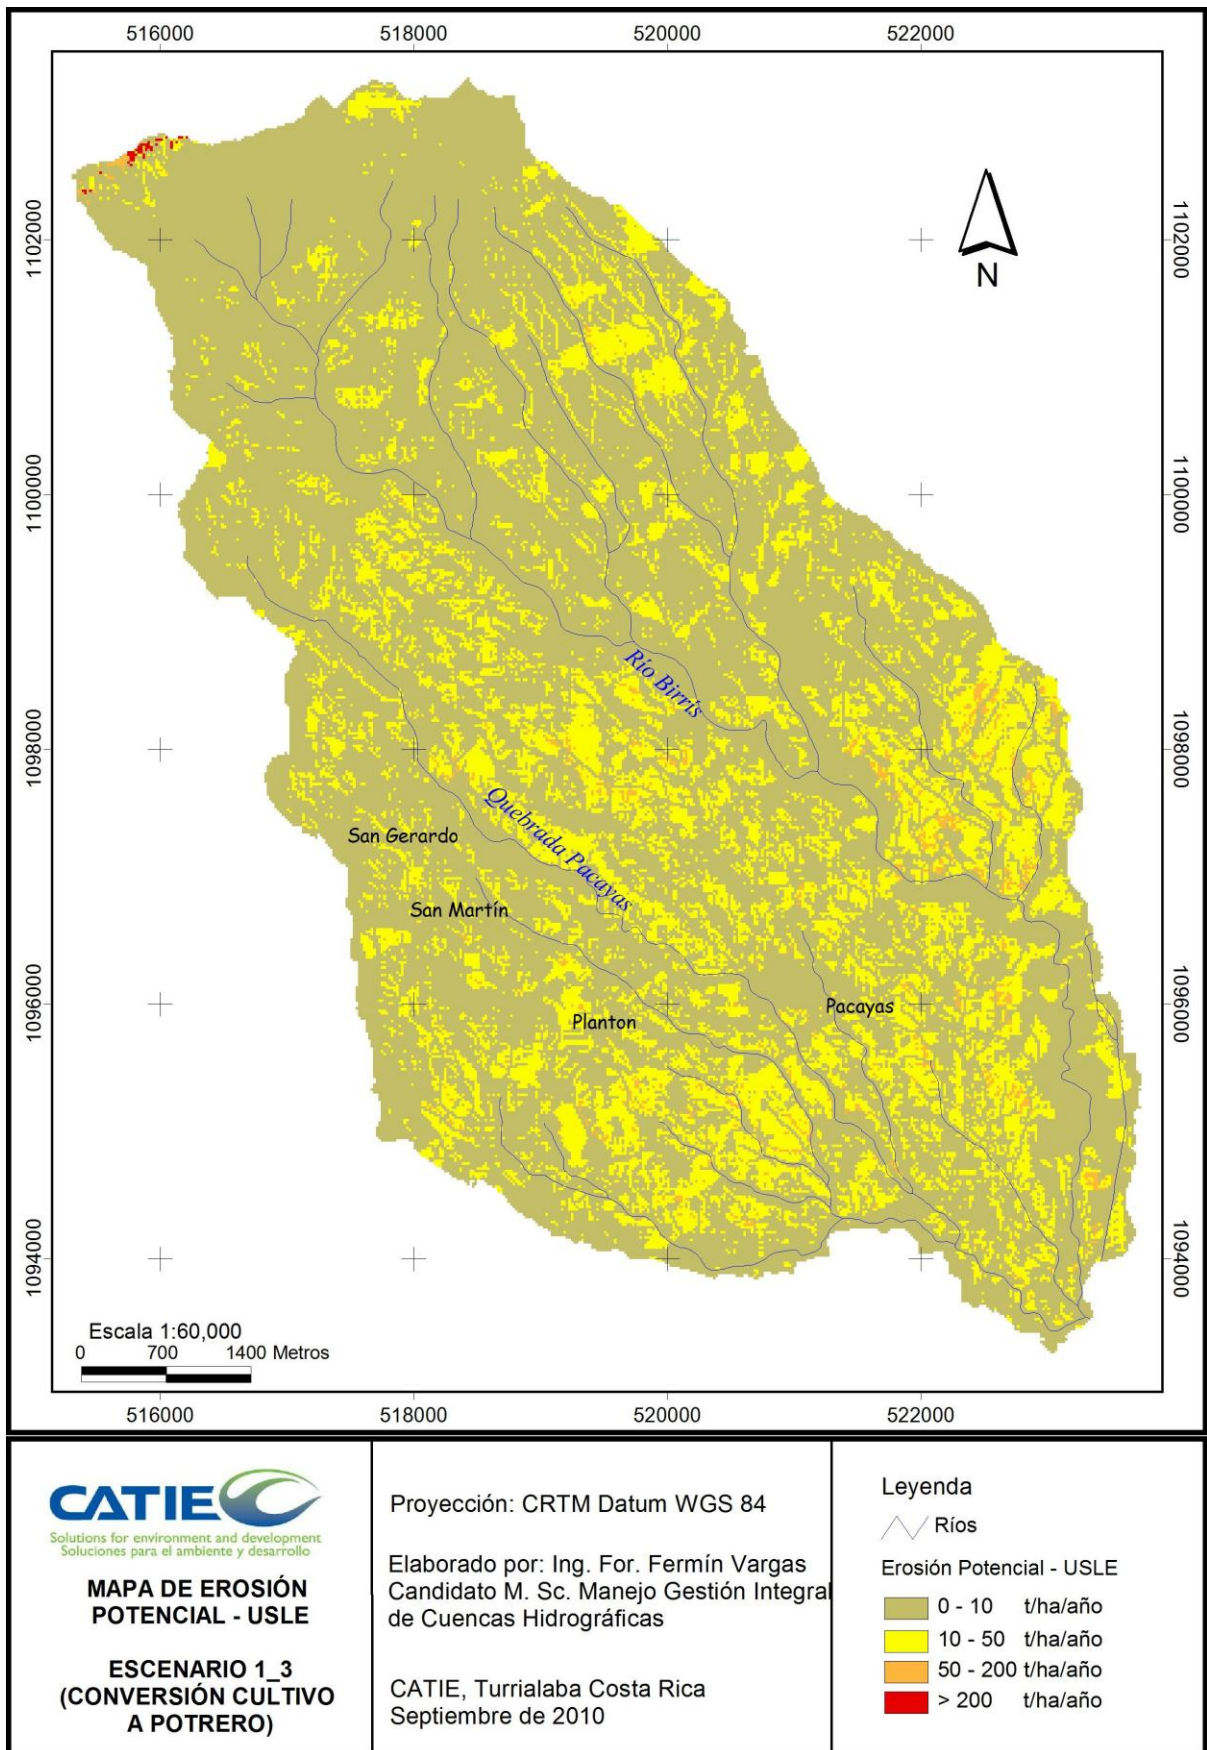 516000 518000 520000 522000
1102000 1102000
N
1100000 1100000
Río Birrís
1098000 1098000
Quebrada Pacayas
San Gerardo
San Martín
1096000 1096000
Pacayas
Planton
1094000 1094000
Escala 1:60,000
0 700 1400 Metros
516000 518000 520000 522000
CATIE
Solutions for environment and development
Soluciones para el ambiente y desarrollo
MAPA DE EROSIÓN
POTENCIAL - USLE
ESCENARIO 1_3
(CONVERSIÓN CULTIVO
A POTRERO)
Proyección: CRTM Datum WGS 84
Elaborado por: Ing. For. Fermín Vargas
Candidato M. Sc. Manejo Gestión Integral
de Cuencas Hidrográficas
CATIE, Turrialaba Costa Rica
Septiembre de 2010
Leyenda
Ríos
Erosión Potencial - USLE
0 - 10 t/ha/año
10 - 50 t/ha/año
50 - 200 t/ha/año
> 200 t/ha/año